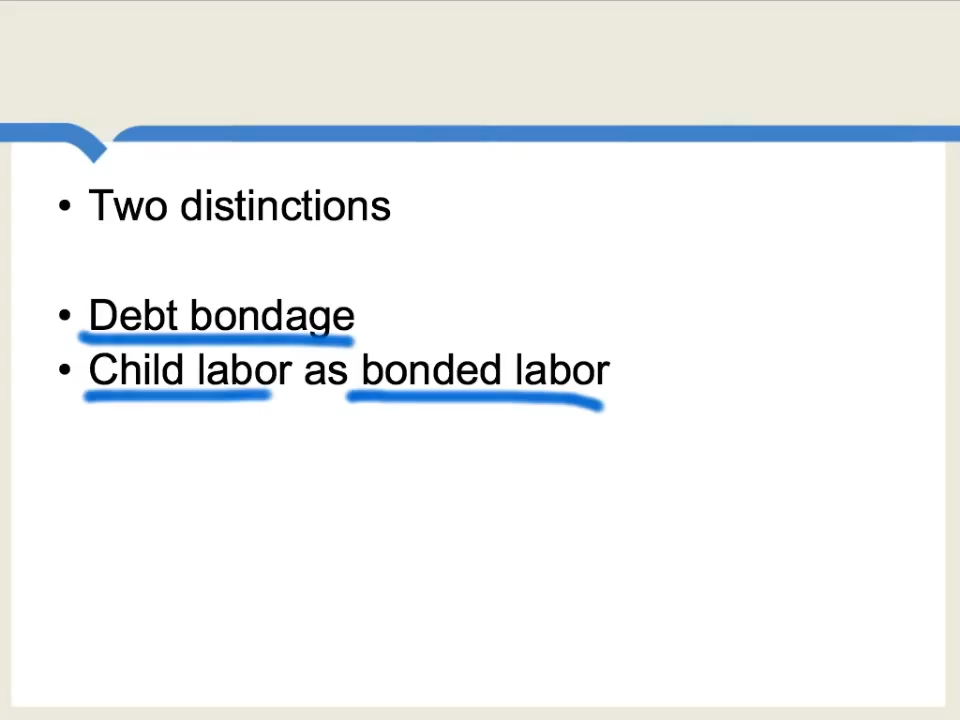 • Two distinctions
• Debt bondage
• Child labor as bonded labor